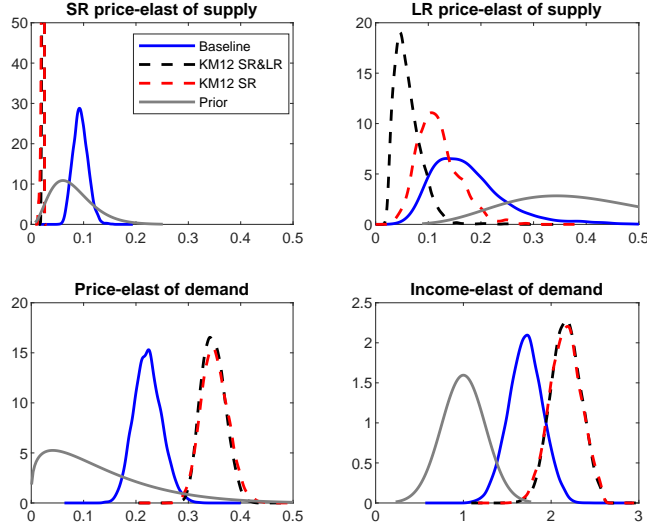 SR price-elast of supply
50
40
30
20
10
0
0 0.1 0.2 0.3 0.4 0.5
Baseline
KM12 SR&LR
KM12 SR
Prior
LR price-elast of supply
20
15
10
5
0
0 0.1 0.2 0.3 0.4 0.5
Price-elast of demand
20
15
10
5
0
0 0.1 0.2 0.3 0.4 0.5
Income-elast of demand
2.5
2
1.5
1
0.5
0
0 1 2 3